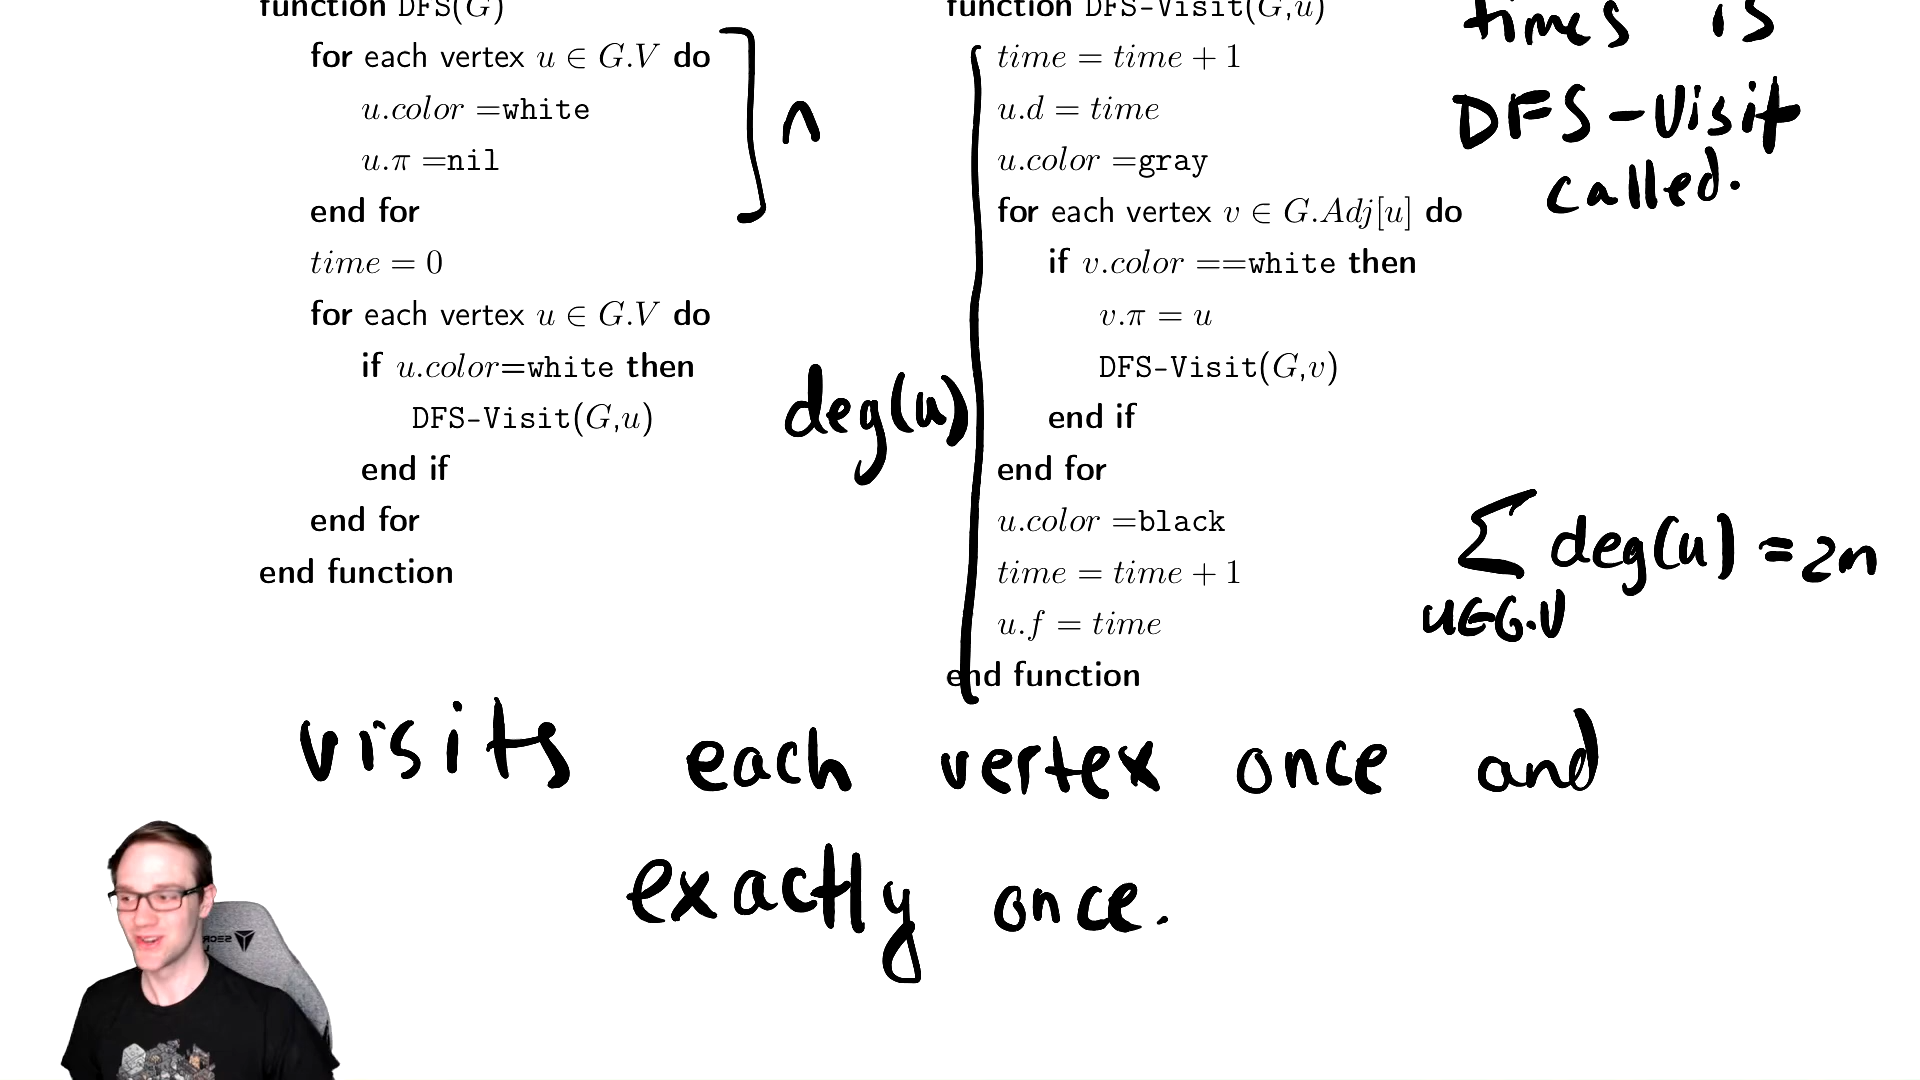 function DFS(G)
for each vertex u ∈ G.V do
u.color =white
u.π =nil
end for
time = 0
for each vertex u ∈ G.V do
if u.color=white then
DFS-Visit(G,u)
end if
end for
end function
n
deg(u)
function DFS-Visit(G,u)
time = time + 1
u.d = time
u.color =gray
for each vertex v ∈ G.Adj[u] do
if v.color ==white then
v.π = u
DFS-Visit(G,v)
end if
end for
u.color =black
time = time + 1
u.f = time
end function
times is
DFS-Visit
called.
∑ deg(u) = 2n
u∈G.V
visits each vertex once and
exactly once.